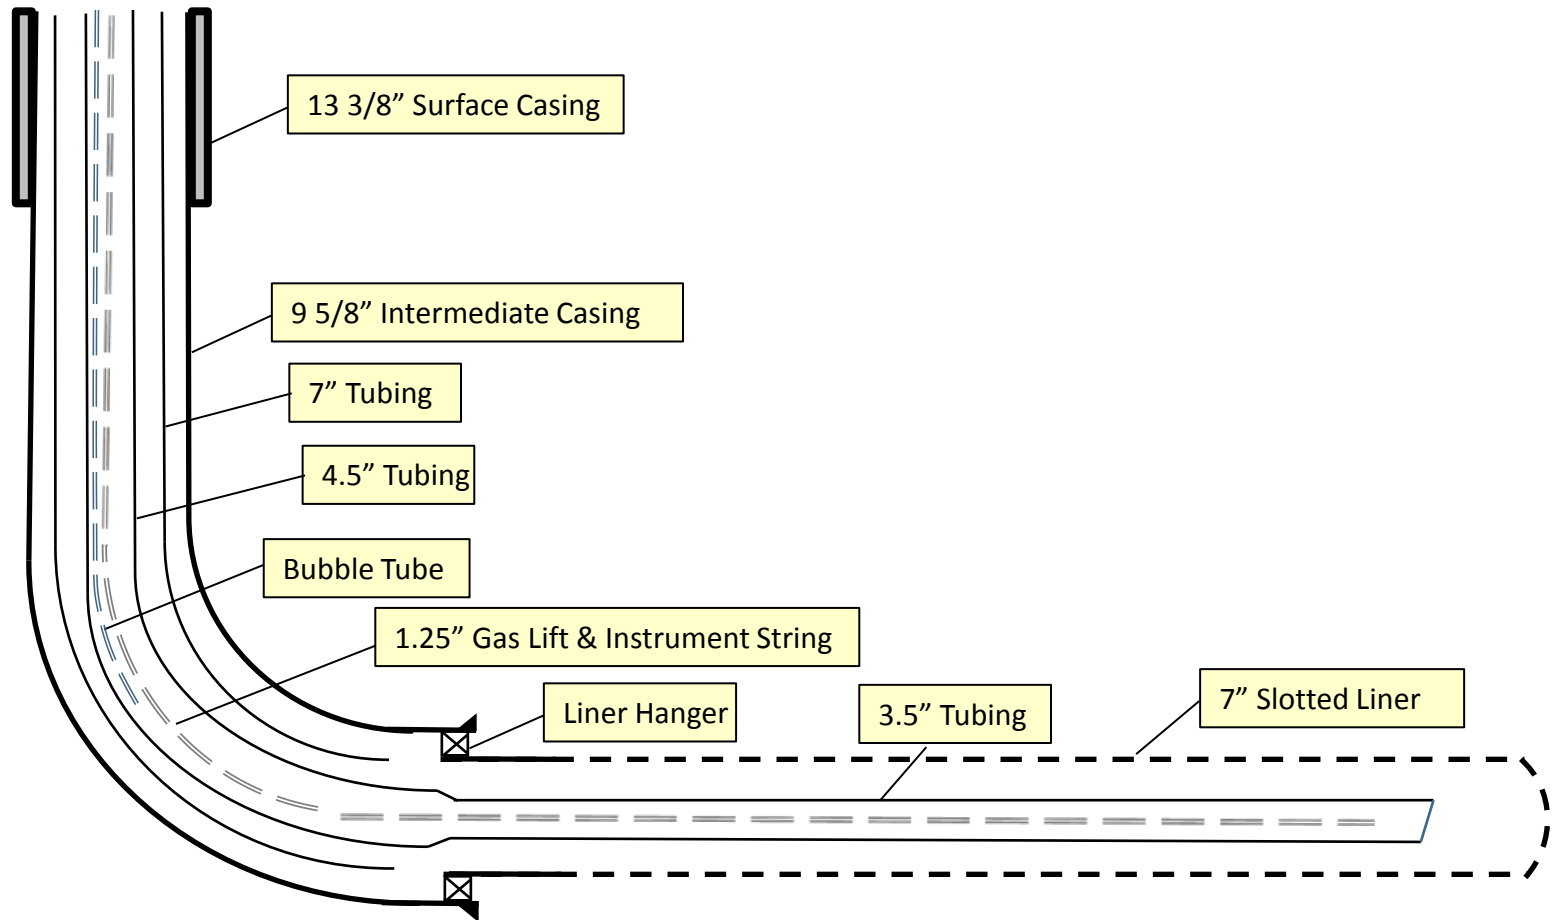 13 3/8” Surface Casing
9 5/8” Intermediate Casing
7” Tubing
4.5” Tubing
Bubble Tube
1.25” Gas Lift & Instrument String
Liner Hanger
3.5” Tubing
7” Slotted Liner